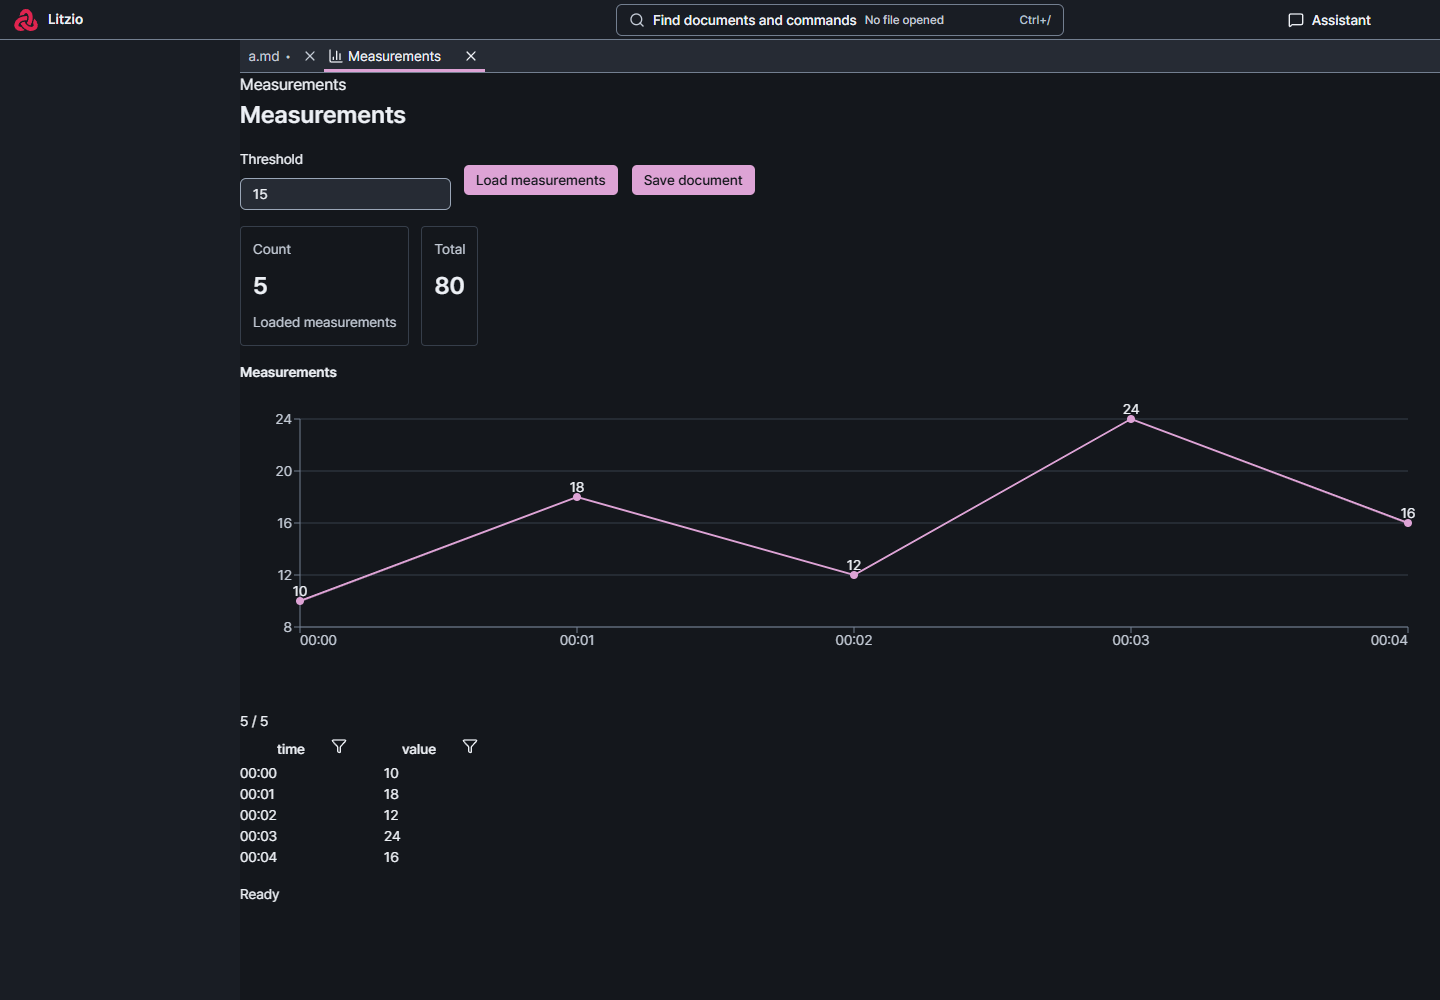 Litzio
Find documents and commands No file opened Ctrl+/
Assistant
a.md •
Measurements
Measurements
Measurements
Threshold
15
Load measurements
Save document
Count
5
Loaded measurements
Total
80
Measurements
24
20
16
12
8
10
18
12
24
16
00:00 00:01 00:02 00:03 00:04
5 / 5
time value
00:00 10
00:01 18
00:02 12
00:03 24
00:04 16
Ready